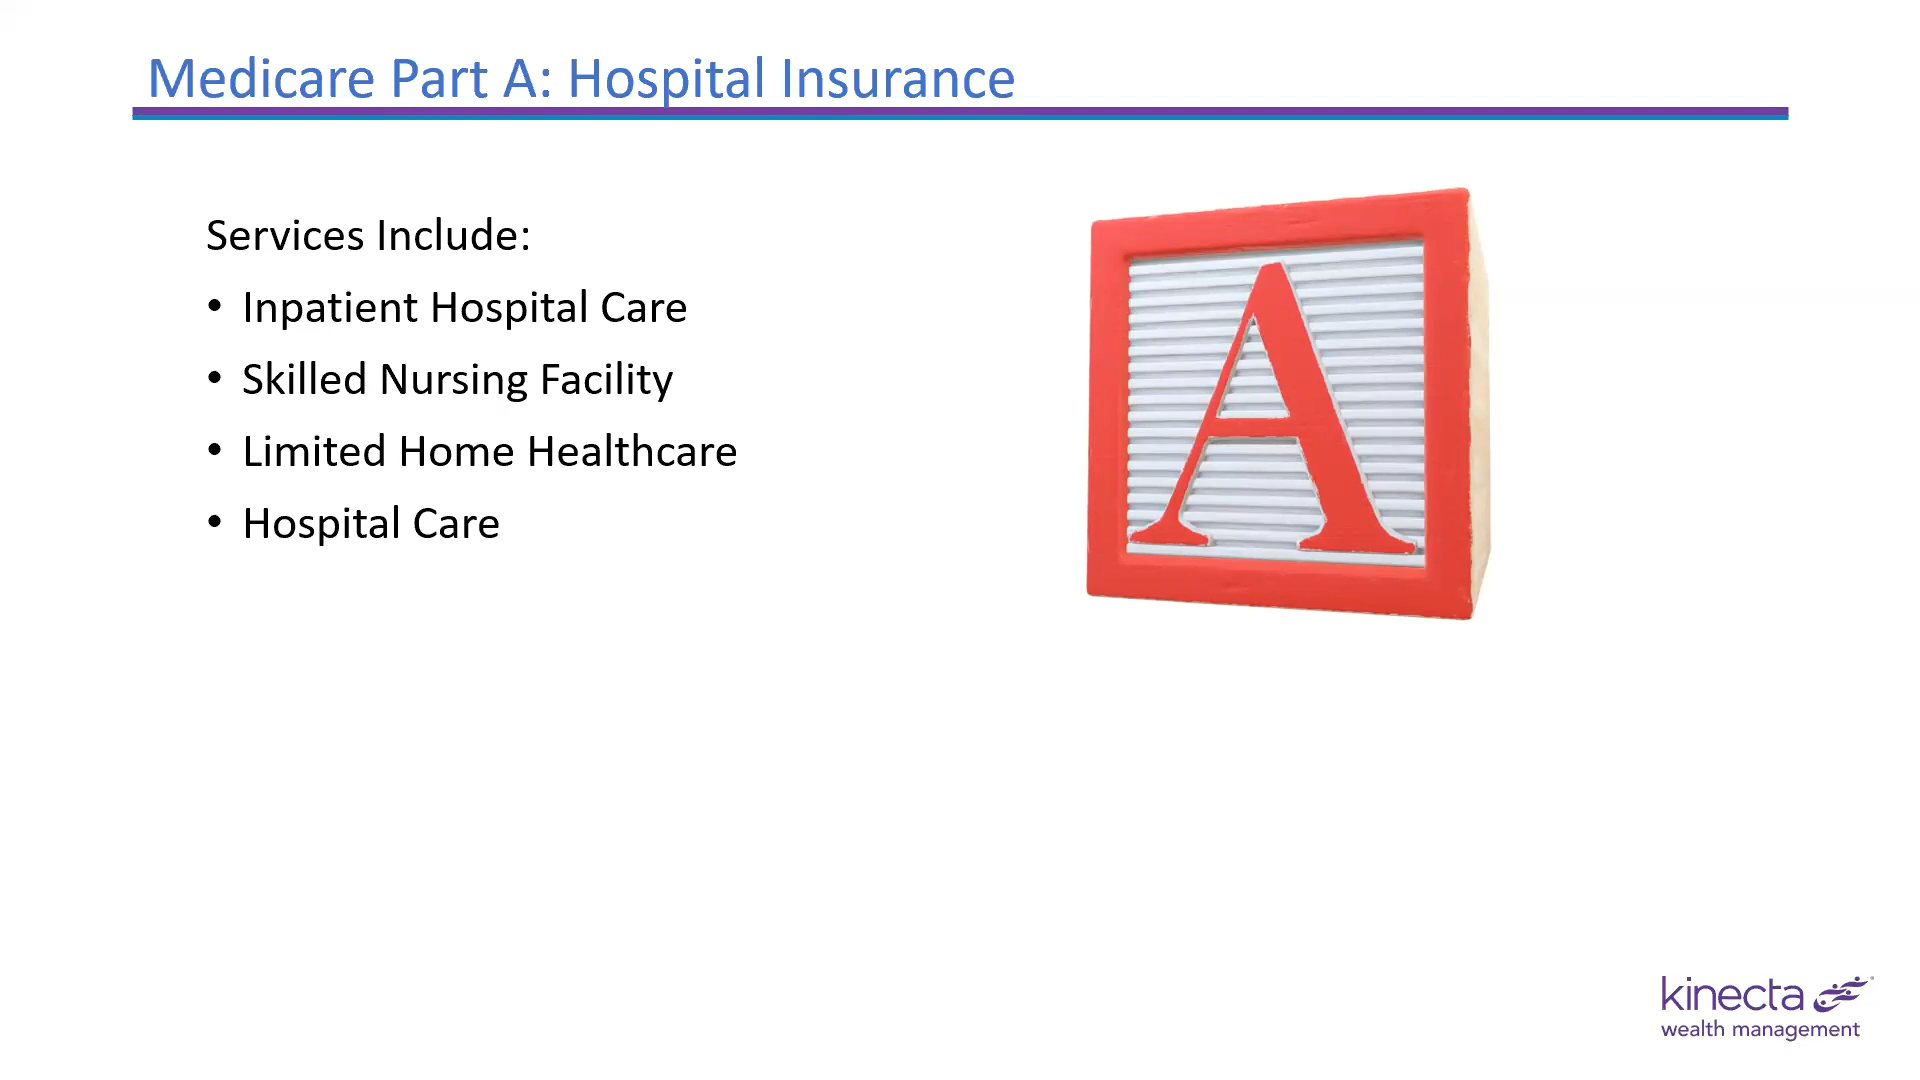 Medicare Part A: Hospital Insurance
Services Include:
• Inpatient Hospital Care
• Skilled Nursing Facility
• Limited Home Healthcare
• Hospital Care
A
kinecta
wealth management